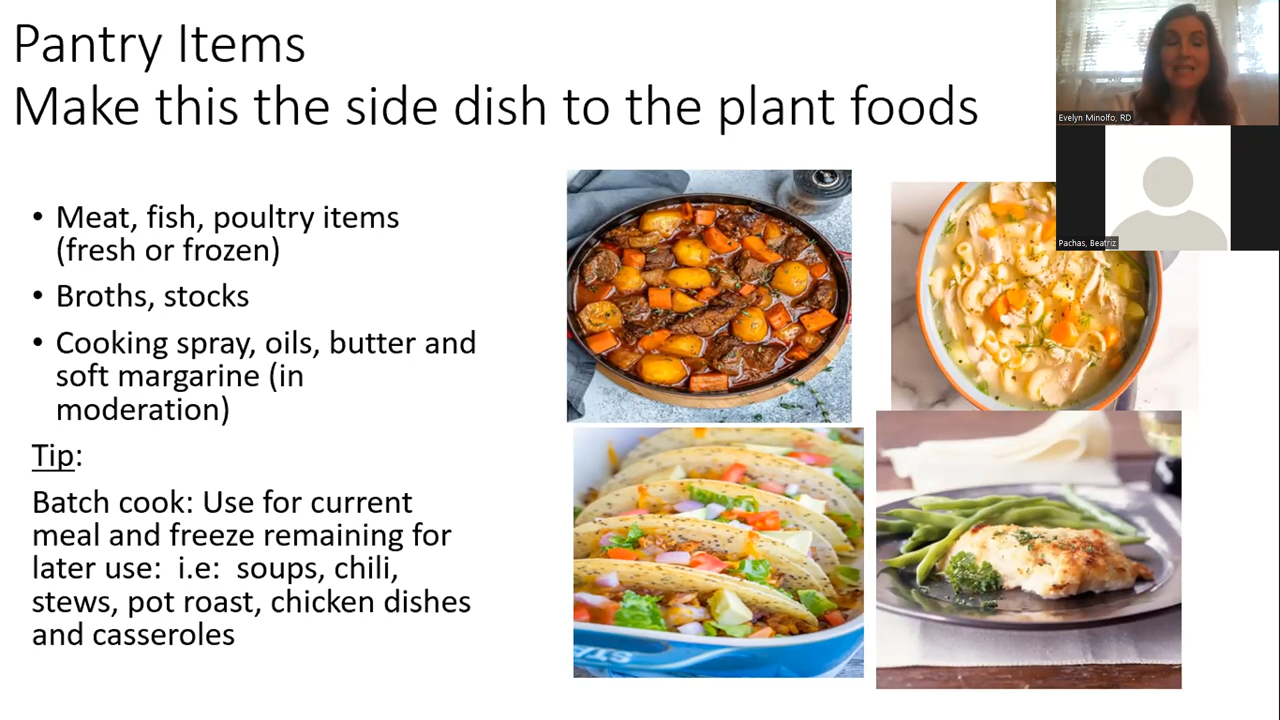 Pantry Items
Make this the side dish to the plant foods
Evelyn Minolfo, RD
Pachas, Beatriz
• Meat, fish, poultry items
(fresh or frozen)
• Broths, stocks
• Cooking spray, oils, butter and
soft margarine (in
moderation)
Tip:
Batch cook: Use for current
meal and freeze remaining for
later use:  i.e:  soups, chili,
stews, pot roast, chicken dishes
and casseroles